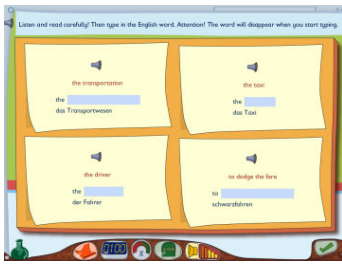 Listen and read carefully! Then type in the English word. Attention! The word will disappear when you start typing.
the transportation
the
das Transportwesen
the taxi
the
das Taxi
the driver
the
der Fahrer
to dodge the fare
to
schwarzfahren